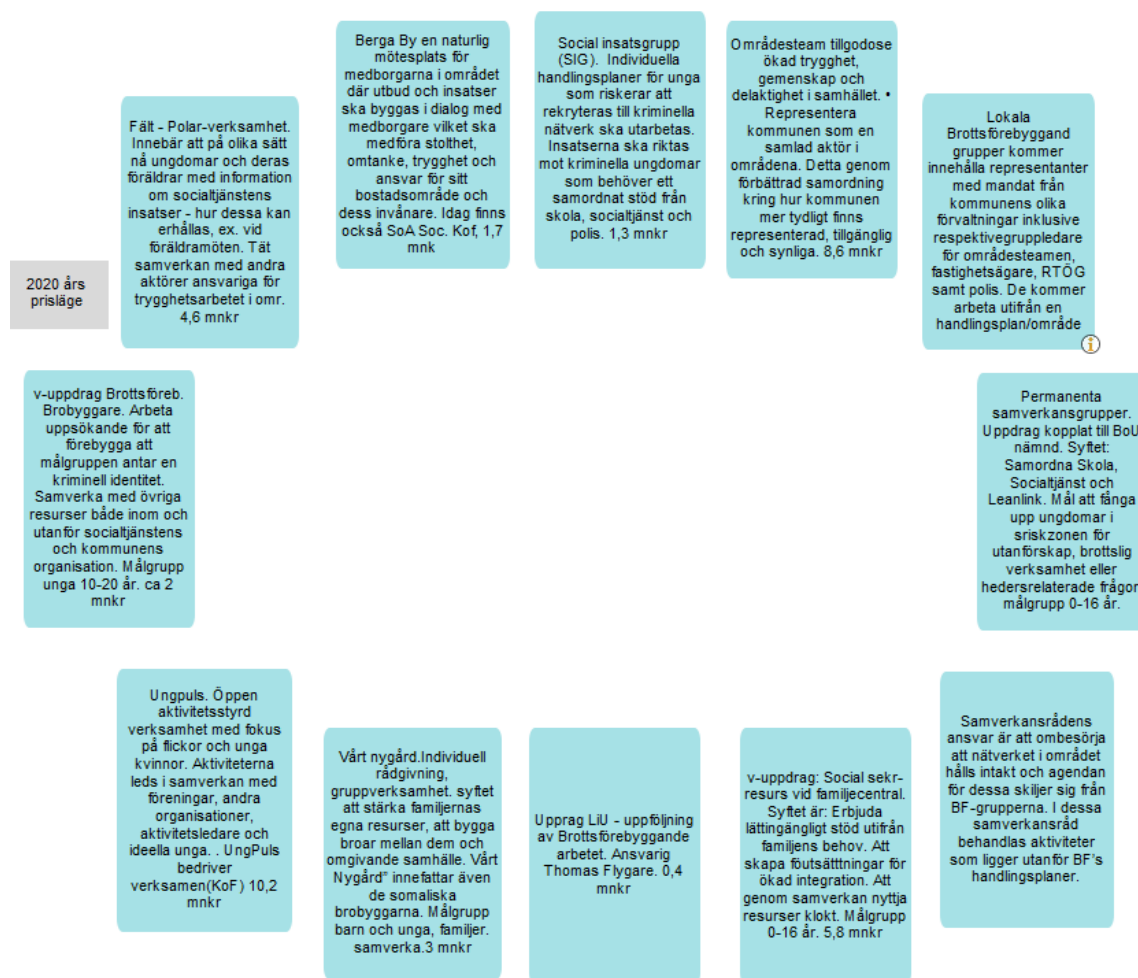 Berga By en naturlig
mötesplats för
medborgarna i området
där utbud och insatser
ska byggas i dialog med
medborgare vilket ska
medföra stolthet,
omtanke, trygghet och
ansvar för sitt
bostadsområde och
dess invånare. Idag finns
också SoA Soc. Kof, 1,7
mnk
Social insatsgrupp
(SIG). Individuella
handlingsplaner för unga
som riskerar att
rekryteras till kriminella
nätverk ska utarbetas.
Insatserna ska riktas
mot kriminella ungdomar
som behöver ett
samordnat stöd från
skola, socialtjänst och
polis. 1,3 mnkr
Områdesteam tillgodose
ökad trygghet,
gemenskap och
delaktighet i samhället. •
Representera
kommunen som en
samlad aktör i
områdena. Detta genom
förbättrad samordning
kring hur kommunen
mer tydligt finns
representerad, tillgänglig
och synliga. 8,6 mnkr
Fält - Polar-verksamhet.
Innebär att på olika sätt
nå ungdomar och deras
föräldrar med information
om socialtjänstens
insatser - hur dessa kan
erhållas, ex. vid
föräldramöten. Tät
samverkan med andra
aktörer ansvariga för
trygghetsarbetet i omr.
4,6 mnkr
Lokala
Brottsförebyggand
grupper kommer
innehålla representanter
med mandat från
kommunens olika
förvaltningar inklusive
respektivegruppledare
för områdesteamen,
fastighetsägare, RTÖG
samt polis. De kommer
arbeta utifrån en
handlingsplan/område
2020 års
prisläge
v-uppdrag Brottsföreb.
Brobyggare. Arbeta
uppsökande för att
förebygga att
målgruppen antar en
kriminell identitet.
Samverka med övriga
resurser både inom och
utanför socialtjänstens
och kommunens
organisation. Målgrupp
unga 10-20 år. ca 2
mnkr
Permanenta
samverkansgrupper.
Uppdrag kopplat till BoU
nämnd. Syftet:
Samordna Skola,
Socialtjänst och
Leanlink. Mål att fånga
upp ungdomar i
sriskzonen för
utanförskap, brottslig
verksamhet eller
hedersrelaterade frågor
målgrupp 0-16 år.
Ungpuls. Öppen
aktivitetsstyrd
verksamhet med fokus
på flickor och unga
kvinnor. Aktiviteterna
leds i samverkan med
föreningar, andra
organisationer,
aktivitetsledare och
ideella unga. . UngPuls
bedriver
verksamen(KoF) 10,2
mnkr
Vårt nygård.Individuell
rådgivning,
gruppverksamhet. syftet
att stärka familjernas
egna resurser, att bygga
broar mellan dem och
omgivande samhälle. Vårt
Nygård" innefattar även
de somaliska
brobyggarna. Målgrupp
barn och unga, familjer.
samverka.3 mnkr
Upprag LiU - uppföljning
av Brottsförebyggande
arbetet. Ansvarig
Thomas Flygare. 0,4
mnkr
v-uppdrag: Social sekr-
resurs vid familjecentral.
Syftet är: Erbjuda
lättingängligt stöd utifrån
familjens behov. Att
skapa föutsätttningar för
ökad integration. Att
genom samverkan nyttja
resurser klokt. Målgrupp
0-16 år. 5,8 mnkr
Samverkansrådens
ansvar är att ombesörja
att nätverket i området
hålls intakt och agendan
för dessa skiljer sig från
BF-grupperna. I dessa
samverkansråd
behandlas aktiviteter
som ligger utanför BF's
handlingsplaner.